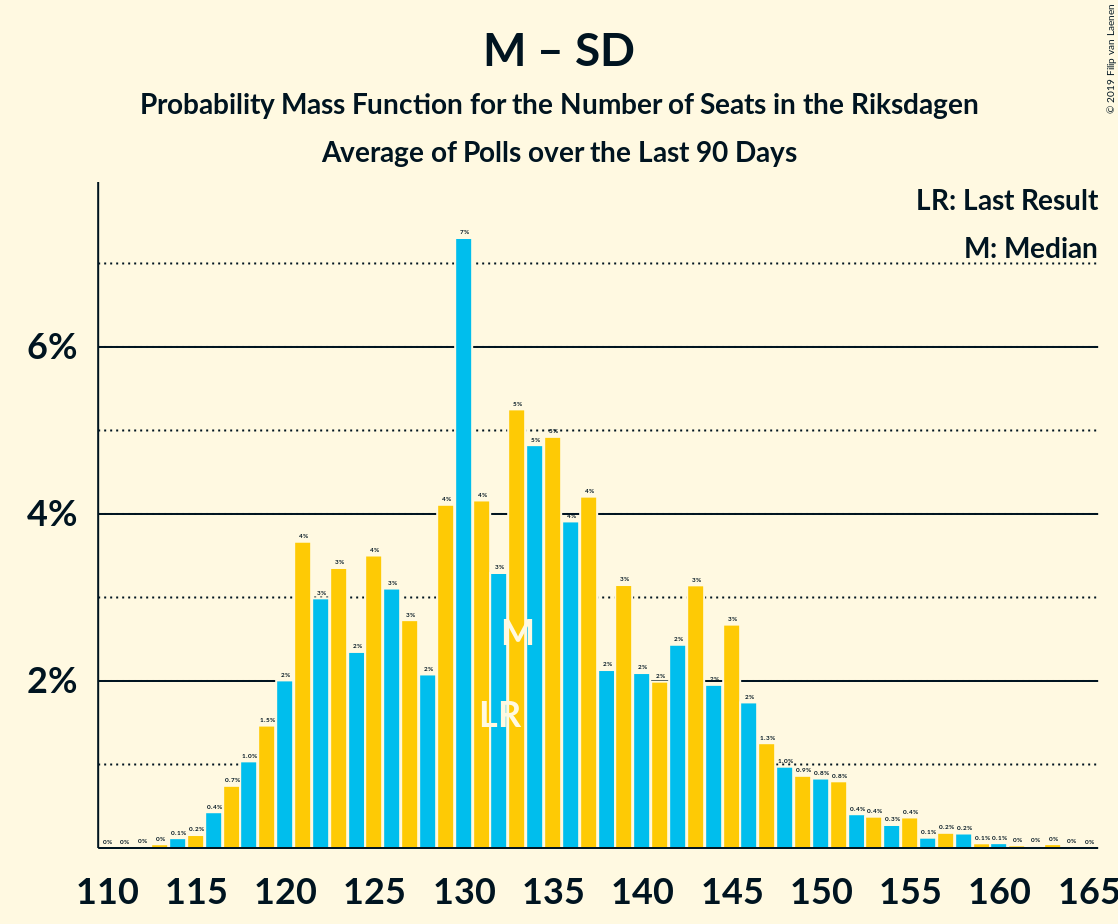 M – SD
Probability Mass Function for the Number of Seats in the Riksdagen
Average of Polls over the Last 90 Days
© 2019 Filip van Laenen
LR: Last Result
M: Median
6%
4%
2%
0% 0% 0% 0% 0.1% 0.2% 0.4% 0.7% 1.0% 1.5% 2% 4% 3% 3% 2% 4% 3% 3% 2% 4% 7% 4% 3% 5% 5% 5% 4% 4% 2% 3% 2% 2% 2% 3% 2% 3% 2% 1.3% 1.0% 0.9% 0.8% 0.8% 0.4% 0.4% 0.3% 0.4% 0.1% 0.2% 0.2% 0.1% 0.1% 0% 0% 0% 0% 0%
M
LR
110 115 120 125 130 135 140 145 150 155 160 165